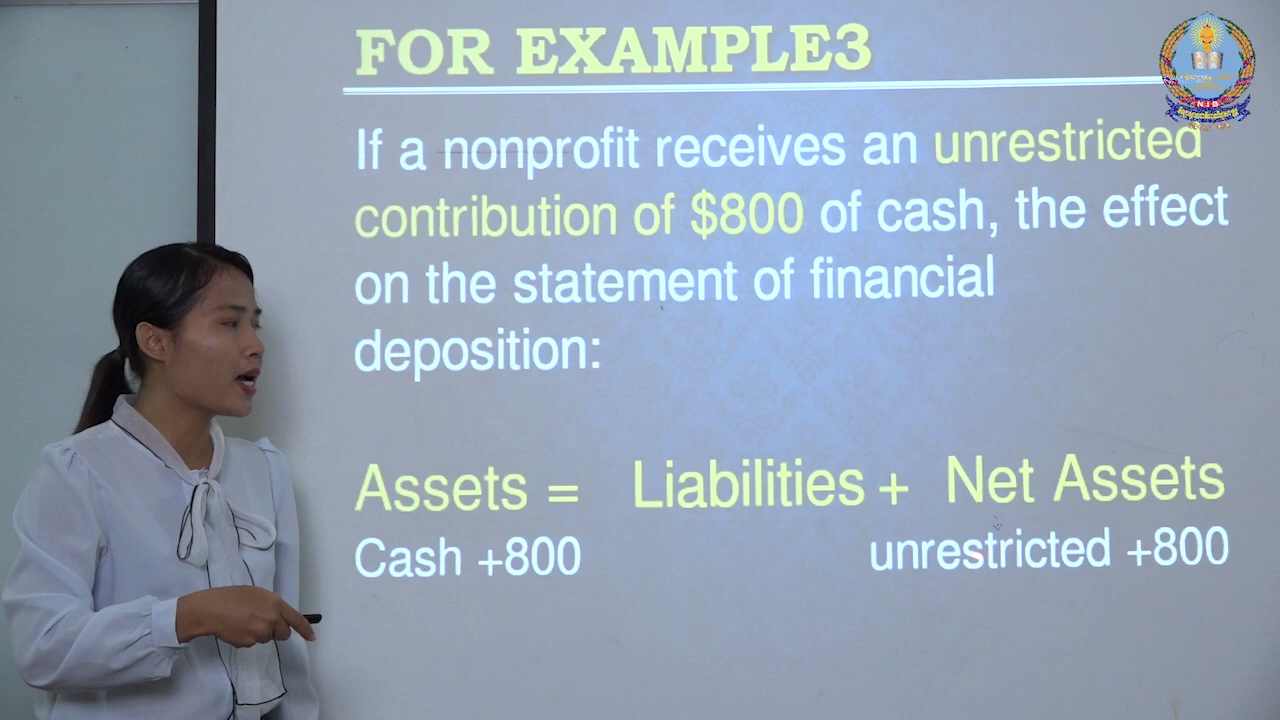 FOR EXAMPLE3
If a nonprofit receives an unrestricted
contribution of $800 of cash, the effect
on the statement of financial
deposition:
Assets = Liabilities + Net Assets
Cash +800 unrestricted +800
N I B